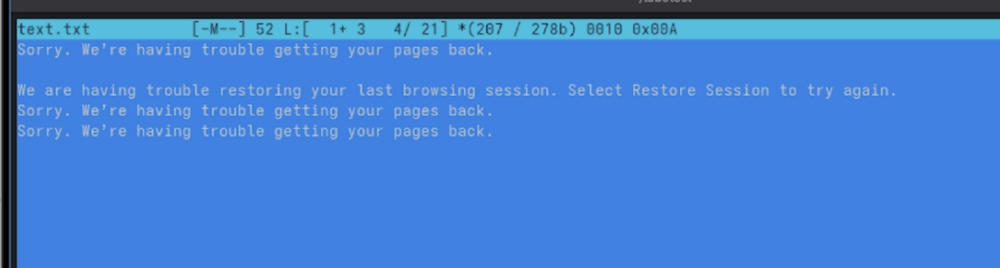 text.txt [-M--] 52 L:[ 1+ 3 4/ 21] *(207 / 278b) 0010 0x00A
Sorry. We’re having trouble getting your pages back.
We are having trouble restoring your last browsing session. Select Restore Session to try again.
Sorry. We’re having trouble getting your pages back.
Sorry. We’re having trouble getting your pages back.